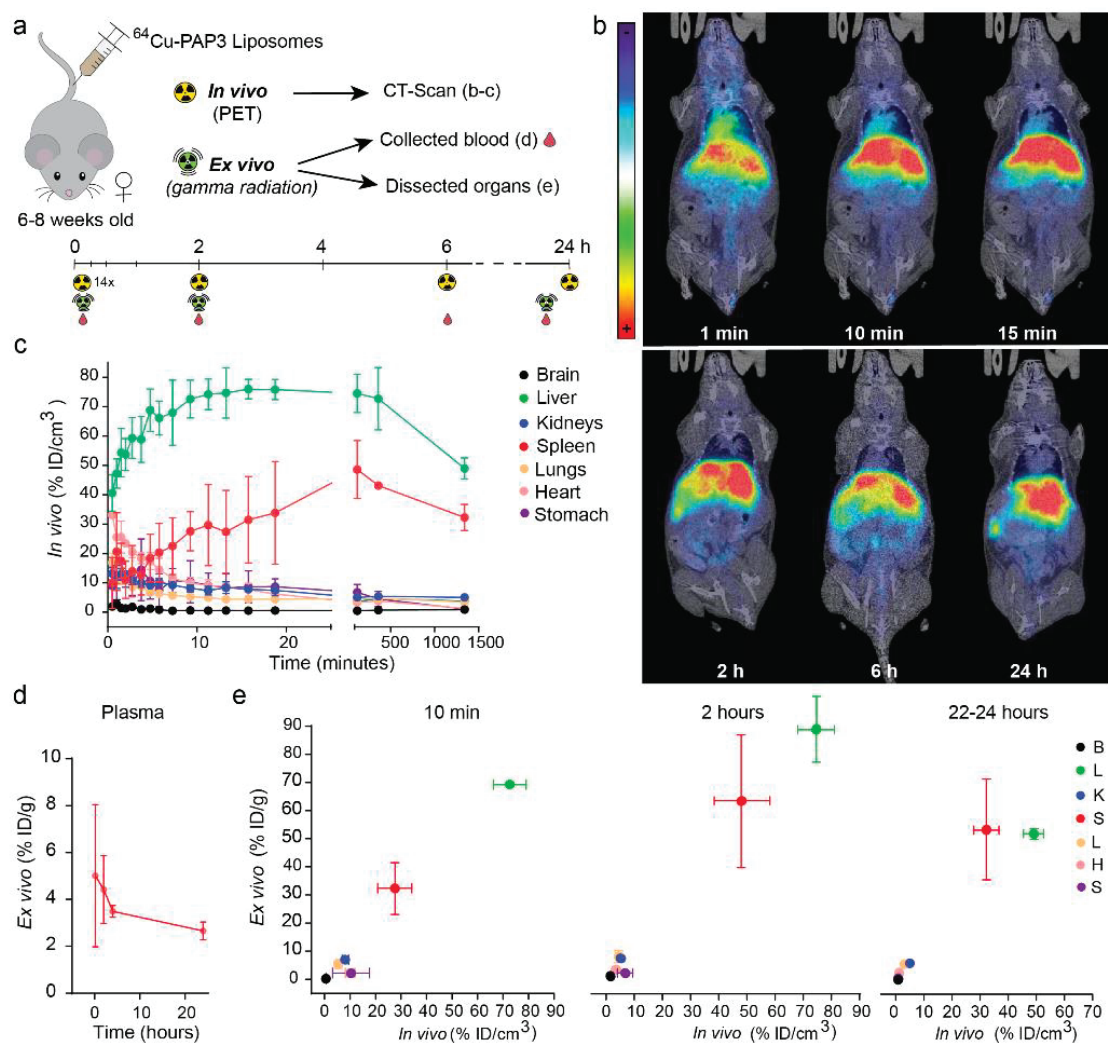 a
⁶⁴Cu-PAP3 Liposomes
In vivo
(PET)
CT-Scan (b-c)
Ex vivo
(gamma radiation)
Collected blood (d)
Dissected organs (e)
6-8 weeks old
0 2 4 6 24 h
14x
b
-
+
1 min 10 min 15 min
2 h 6 h 24 h
c
In vivo (% ID/cm³)
80
70
60
50
40
30
20
10
0
0 10 20 500 1000 1500
Time (minutes)
Brain
Liver
Kidneys
Spleen
Lungs
Heart
Stomach
d
Plasma
Ex vivo (% ID/g)
10
8
6
4
2
0
0 10 20
Time (hours)
e
10 min
2 hours
22-24 hours
Ex vivo (% ID/g)
90
80
70
60
50
40
30
20
10
0
0 10 20 30 40 50 60 70 80 90
In vivo (% ID/cm³)
0 10 20 30 40 50 60 70 80 90
In vivo (% ID/cm³)
0 10 20 30 40 50 60 70 80 90
In vivo (% ID/cm³)
B
L
K
S
L
H
S